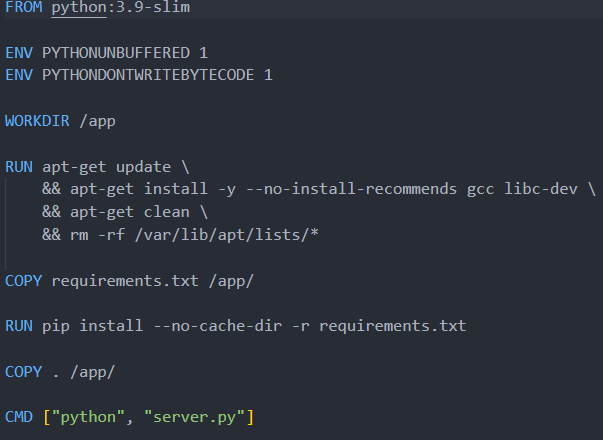 FROM python:3.9-slim
ENV PYTHONUNBUFFERED 1
ENV PYTHONDONTWRITEBYTECODE 1
WORKDIR /app
RUN apt-get update \
    && apt-get install -y --no-install-recommends gcc libc-dev \
    && apt-get clean \
    && rm -rf /var/lib/apt/lists/*
COPY requirements.txt /app/
RUN pip install --no-cache-dir -r requirements.txt
COPY . /app/
CMD ["python", "server.py"]